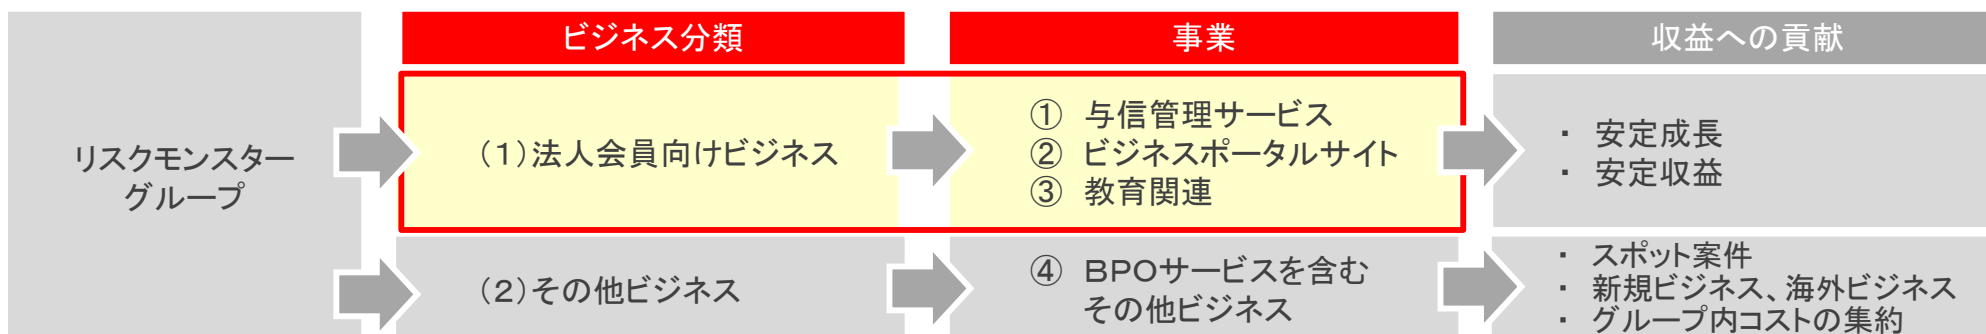 ビジネス分類
事業
収益への貢献
リスクモンスター
グループ
（１）法人会員向けビジネス
① 与信管理サービス
② ビジネスポータルサイト
③ 教育関連
・ 安定成長
・ 安定収益
（２）その他ビジネス
④ ＢＰＯサービスを含む
その他ビジネス
・ スポット案件
・ 新規ビジネス、海外ビジネス
・ グループ内コストの集約